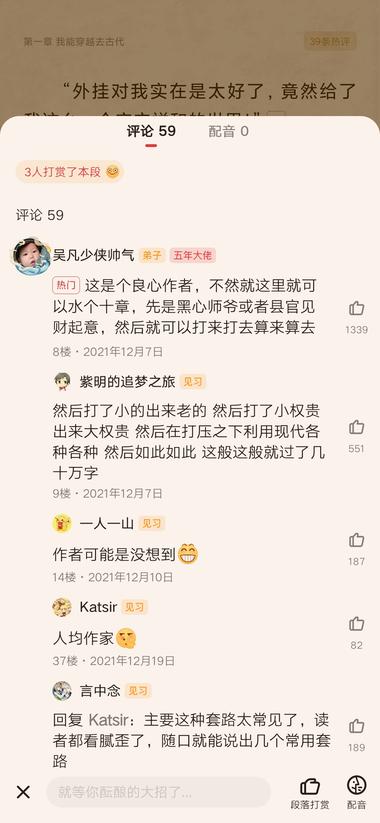 第一章 我能穿越去古代
39条热评
“外挂对我实在是太好了，竟然给了
评论 59
配音 0
3人打赏了本段
评论 59
吴凡少侠帅气 弟子 五年大佬
热门 这是个良心作者，不然就这里就可
以水个十章，先是黑心师爷或者县官见
财起意，然后就可以打来打去算来算去
1339
8楼・2021年12月7日
紫明的追梦之旅 见习
然后打了小的出来老的 然后打了小权贵
出来大权贵 然后在打压之下利用现代各
种各种 然后如此如此 这般这般就过了几
十万字
551
9楼・2021年12月7日
一人一山 见习
作者可能是没想到😁
187
14楼・2021年12月10日
Katsir 见习
人均作家🤔
82
37楼・2021年12月19日
言中念 见习
回复 Katsir：主要这种套路太常见了，读
者都看腻歪了，随口就能说出几个常用套
路
189
就等你酝酿的大招了...
段落打赏
配音